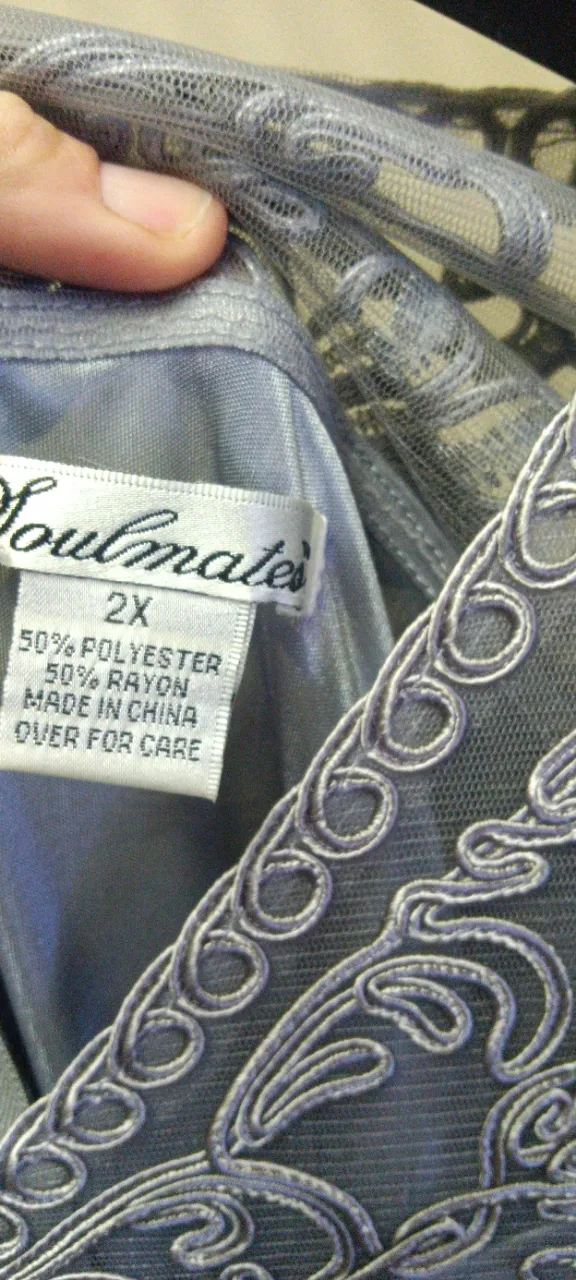 Soulmates
2X
50% POLYESTER
50% RAYON
MADE IN CHINA
OVER FOR CARE